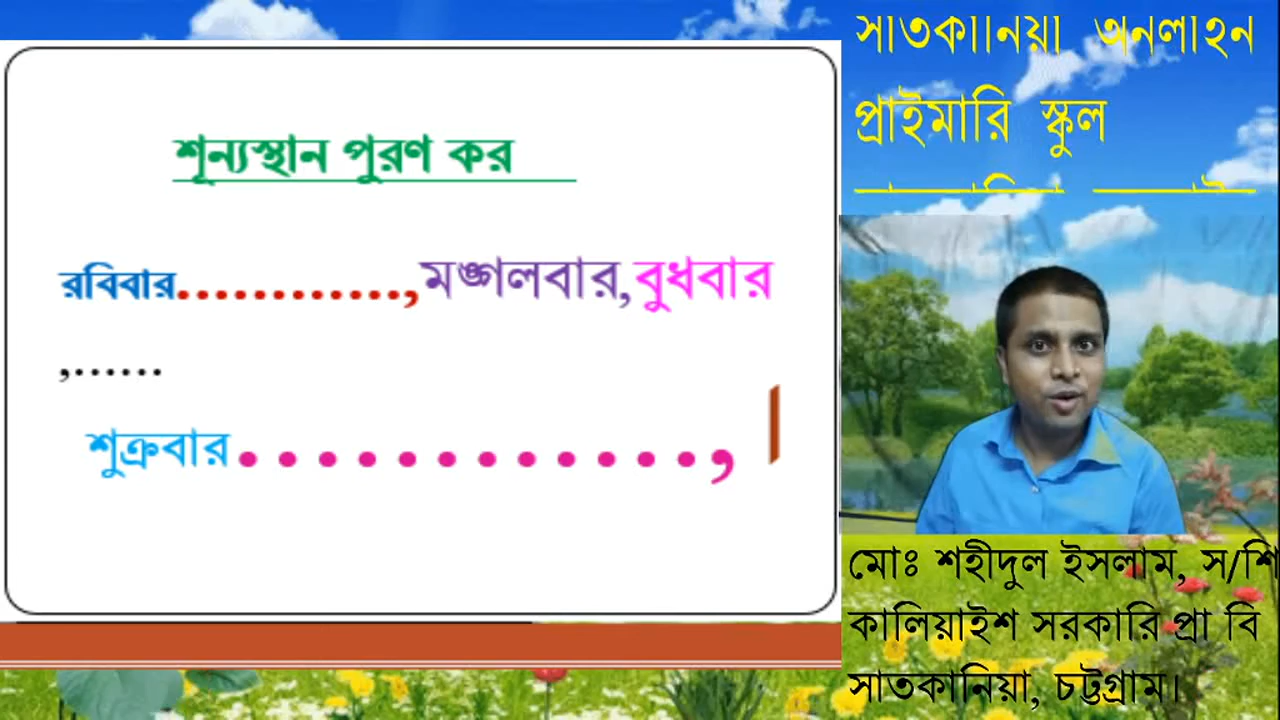 শূন্যস্থান পুরণ কর
রবিবার............,মঙ্গলবার,বুধবার
,......
শুক্রবার.............,।
সাতকানিয়া অনলাইন
প্রাইমারি স্কুল
মোঃ শহীদুল ইসলাম, স/শি
কালিয়াইশ সরকারি প্রা বি
সাতকানিয়া, চট্টগ্রাম।